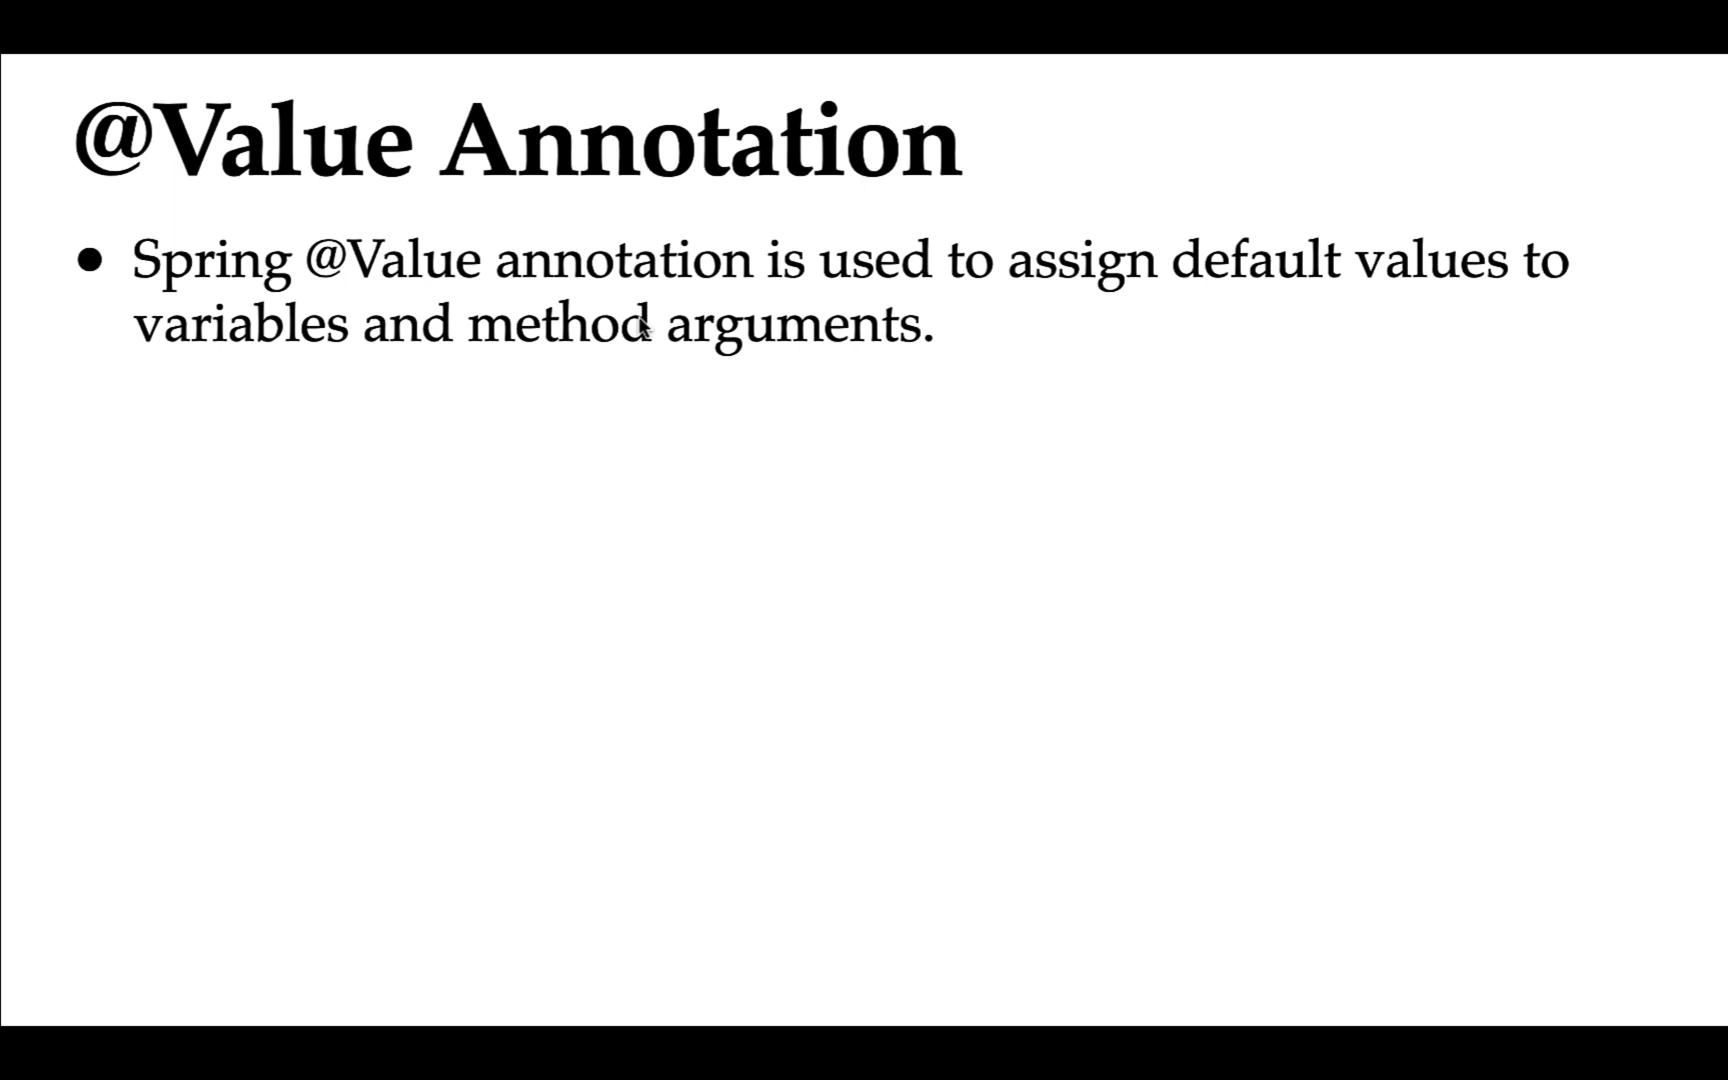 @Value Annotation
• Spring @Value annotation is used to assign default values to
variables and method arguments.